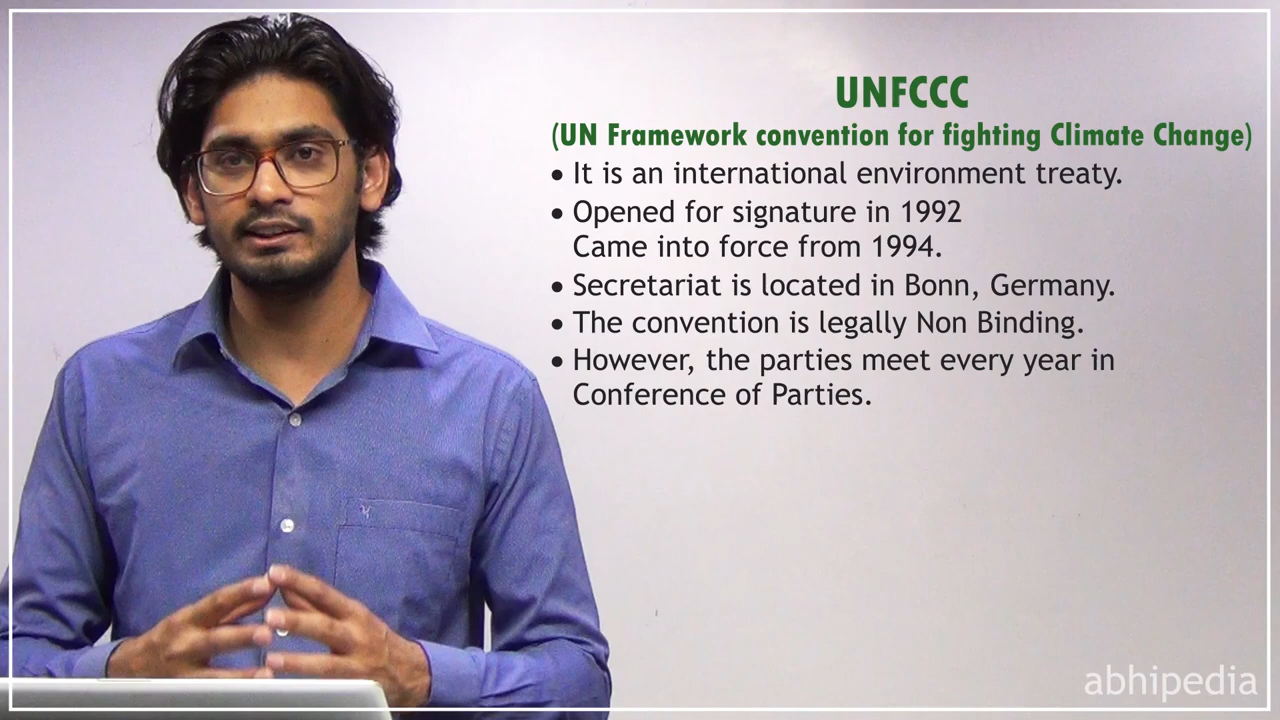 UNFCCC
(UN Framework convention for fighting Climate Change)
• It is an international environment treaty.
• Opened for signature in 1992
Came into force from 1994.
• Secretariat is located in Bonn, Germany.
• The convention is legally Non Binding.
• However, the parties meet every year in
Conference of Parties.
abhipedia